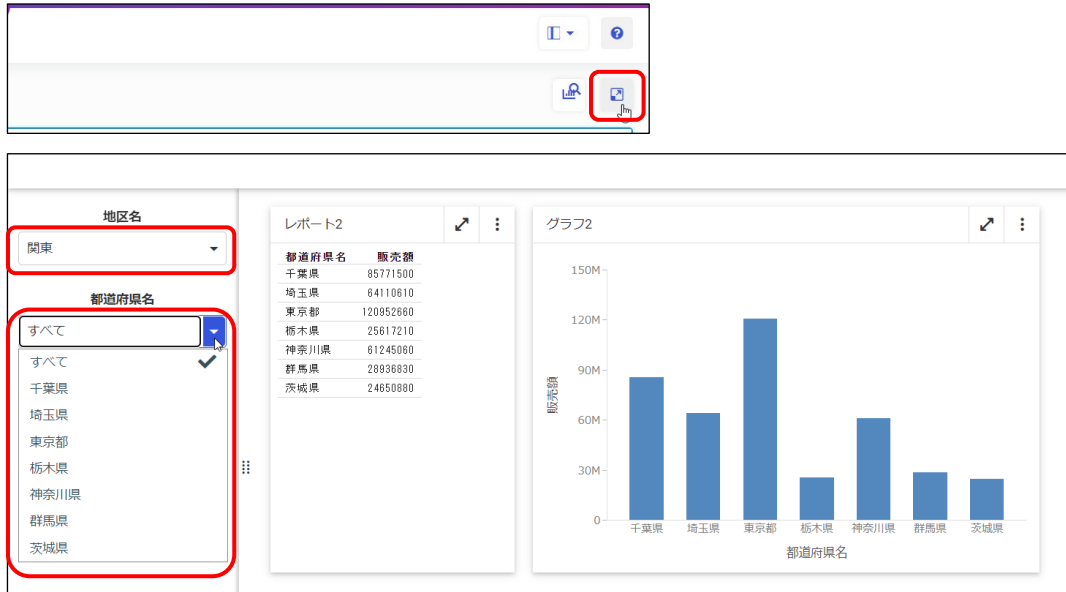 地区名
関東
都道府県名
すべて
すべて
千葉県
埼玉県
東京都
栃木県
神奈川県
群馬県
茨城県
レポート2
都道府県名 販売額
千葉県 85771500
埼玉県 64110610
東京都 120952660
栃木県 25617210
神奈川県 61245060
群馬県 28936830
茨城県 24650880
グラフ2
150M
120M
90M
60M
30M
0
販売額
千葉県 埼玉県 東京都 栃木県 神奈川県 群馬県 茨城県
都道府県名